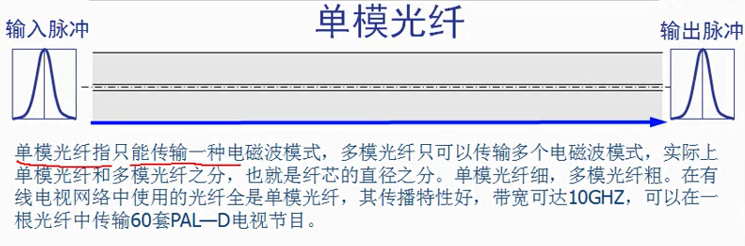 单模光纤
输入脉冲
输出脉冲
单模光纤指只能传输一种电磁波模式，多模光纤只可以传输多个电磁波模式，实际上
单模光纤和多模光纤之分，也就是纤芯的直径之分。单模光纤细，多模光纤粗。在有
线电视网络中使用的光纤全是单模光纤，其传播特性好，带宽可达10GHZ，可以在一
根光纤中传输60套PAL—D电视节目。